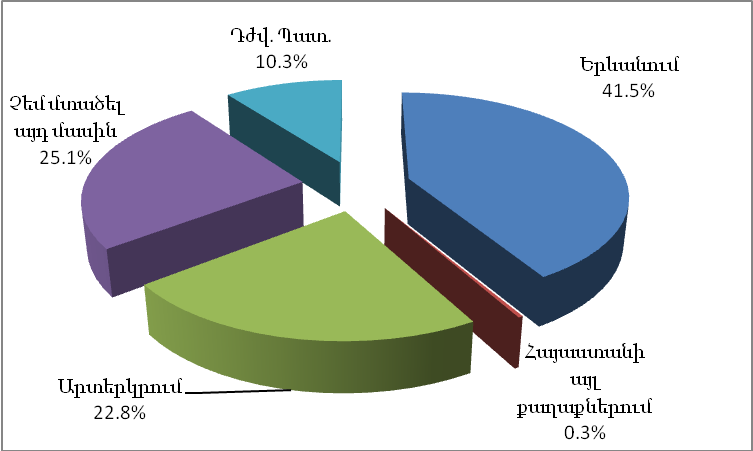 Դժվ. Պատ.
10.3%
Երևանում
41.5%
Չեմ մտածել
այդ մասին
25.1%
Արտերկրում
22.8%
Հայաստանի
այլ
քաղաքներում
0.3%